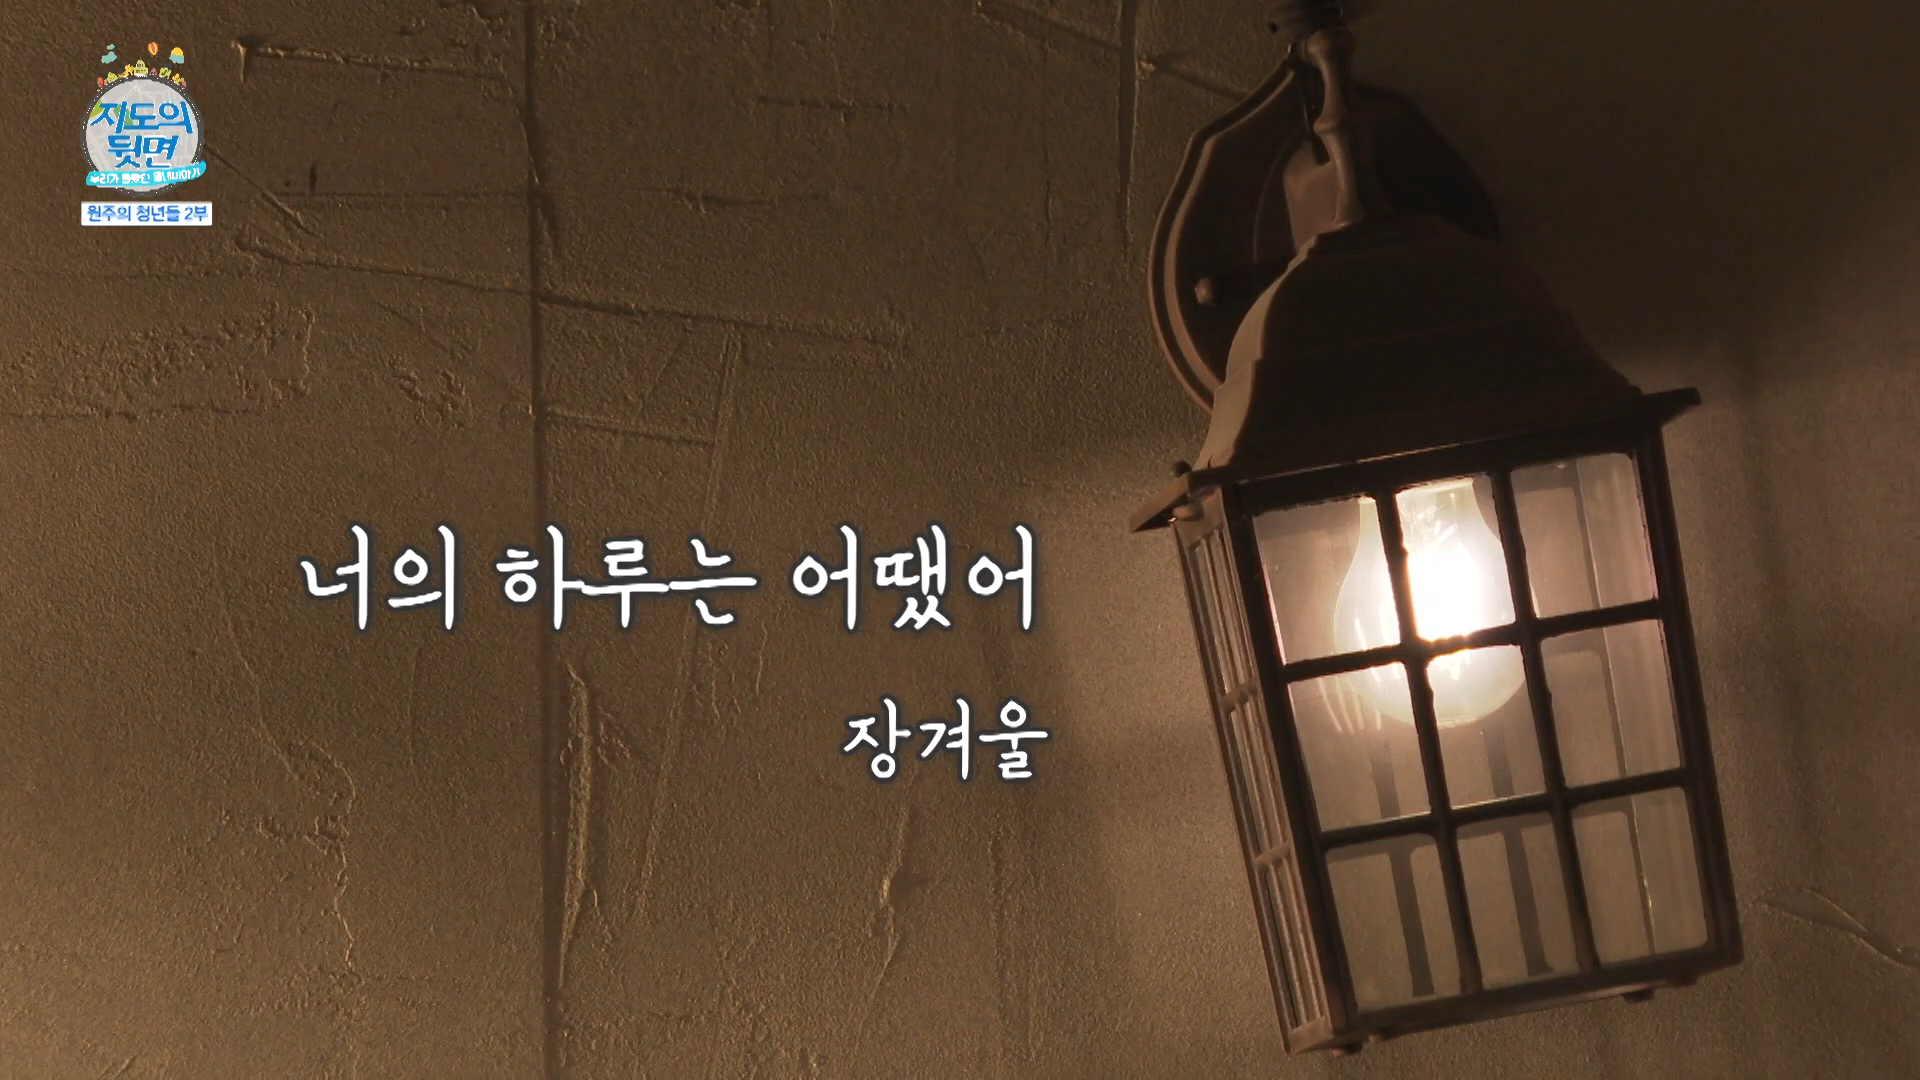 지도의
뒷면
원주의 청년들 2부
너의 하루는 어땠어
장겨울